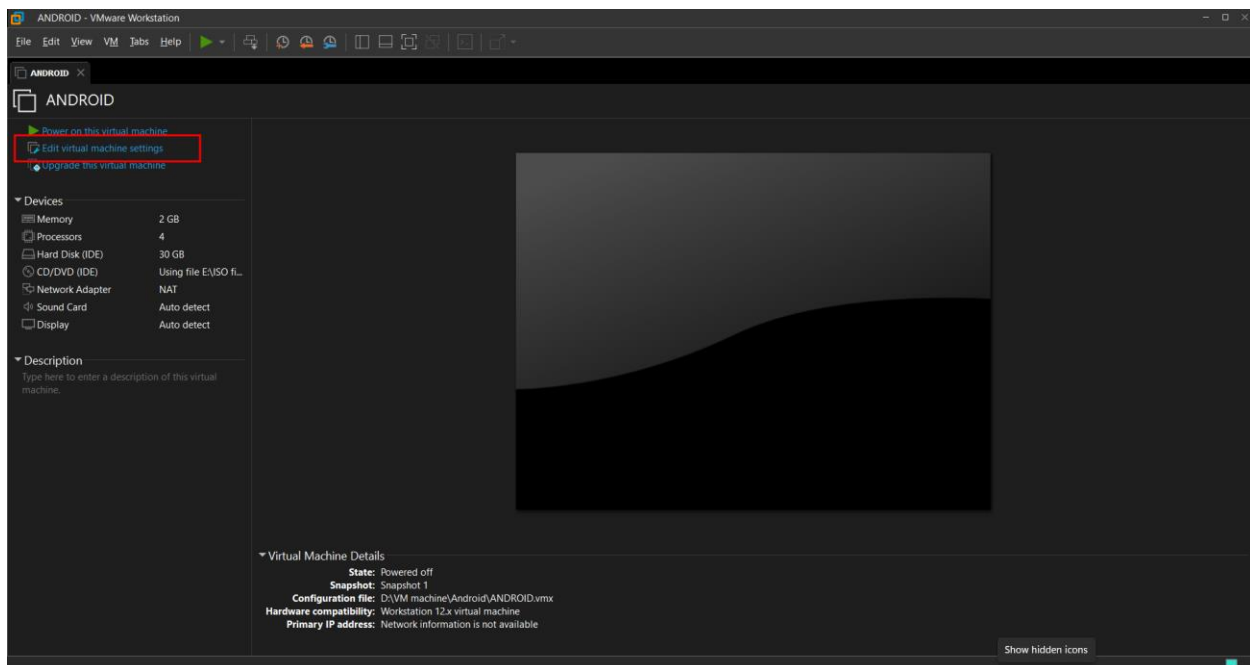 ANDROID - VMware Workstation
File Edit View VM Tabs Help
ANDROID
ANDROID
Power on this virtual machine
Edit virtual machine settings
Upgrade this virtual machine
Devices
Memory 2 GB
Processors 4
Hard Disk (IDE) 30 GB
CD/DVD (IDE) Using file E:\ISO fi...
Network Adapter NAT
Sound Card Auto detect
Display Auto detect
Description
Type here to enter a description of this virtual
machine.
Virtual Machine Details
State: Powered off
Snapshot: Snapshot 1
Configuration file: D:\VM machine\Android\ANDROID.vmx
Hardware compatibility: Workstation 12.x virtual machine
Primary IP address: Network information is not available
Show hidden icons